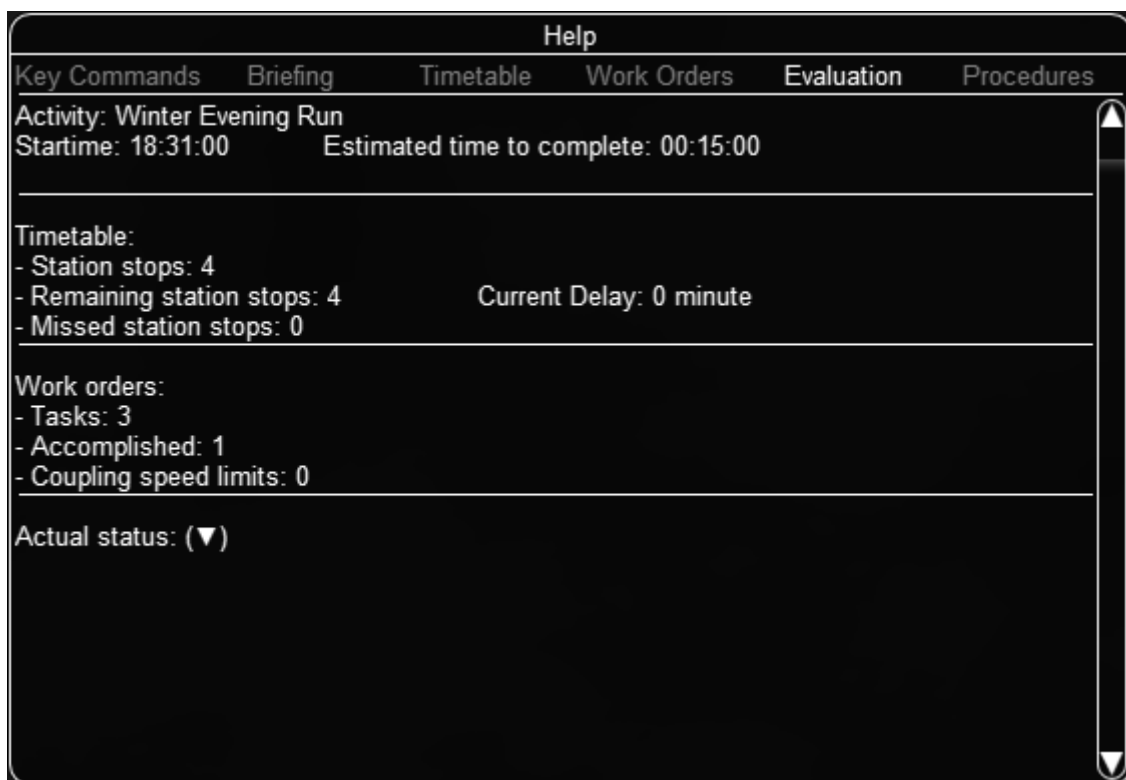 Help
Key Commands Briefing Timetable Work Orders Evaluation Procedures
Activity: Winter Evening Run
Startime: 18:31:00 Estimated time to complete: 00:15:00
Timetable:
- Station stops: 4
- Remaining station stops: 4 Current Delay: 0 minute
- Missed station stops: 0
Work orders:
- Tasks: 3
- Accomplished: 1
- Coupling speed limits: 0
Actual status: (▼)